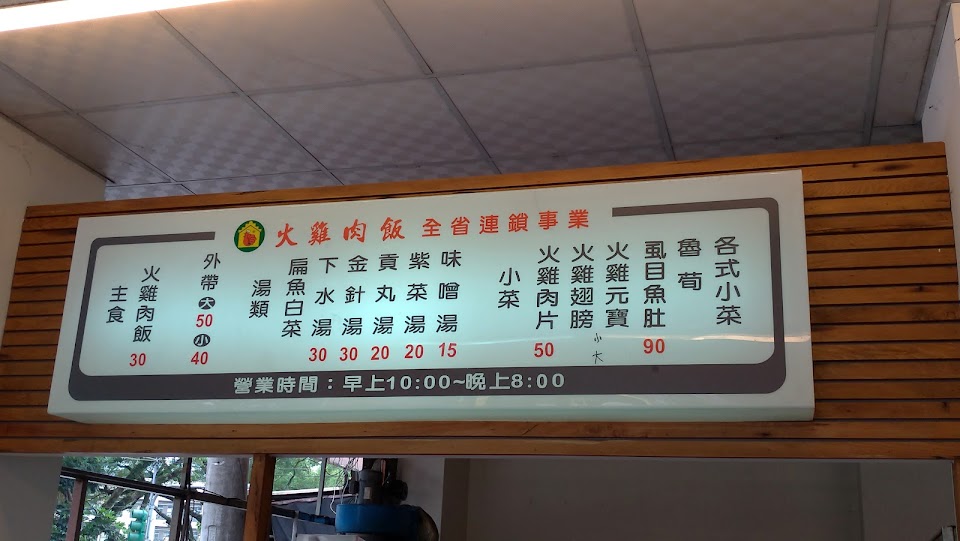 火雞肉飯 全省連鎖事業
主食
火雞肉飯 30
外帶 大 50 小 40
湯類
扁魚白菜
下水湯 30
金針湯 30
貢丸湯 20
紫菜湯 20
味噌湯 15
小菜
火雞肉片 50
火雞翅膀
火雞元寶 小 大
虱目魚肚 90
魯荀
各式小菜
營業時間：早上10:00~晚上8:00